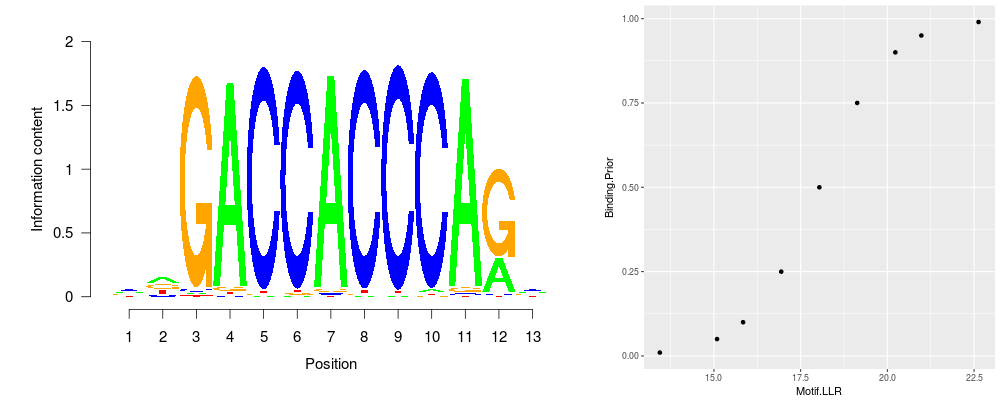 2
1.5
1
0.5
0
Information content
GACCACCCAG
A
1 2 3 4 5 6 7 8 9 10 11 12 13
Position
1.00
0.75
0.50
0.25
0.00
Binding.Prior
15.0 17.5 20.0 22.5
Motif.LLR